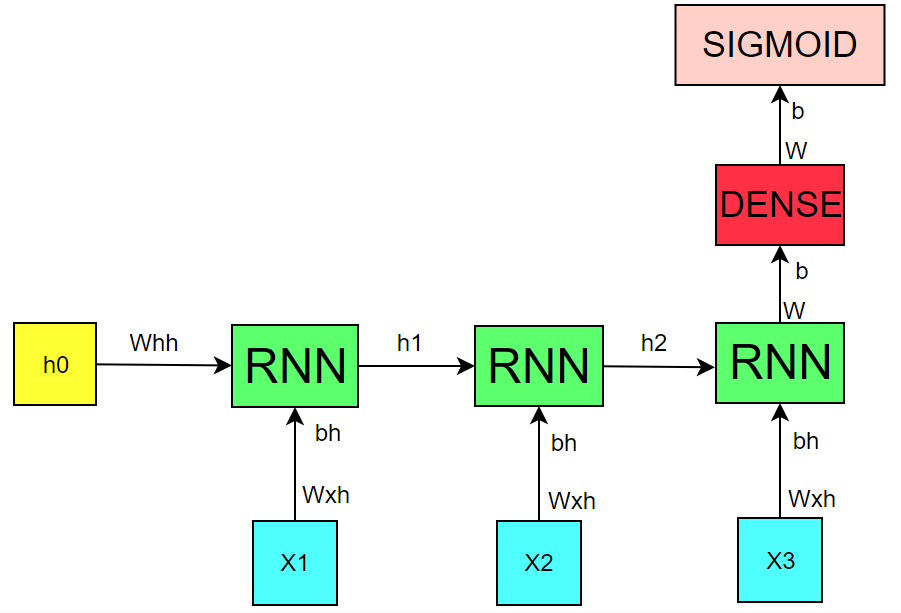 SIGMOID
b
W
DENSE
b
W
h0
Whh
RNN
h1
RNN
h2
RNN
bh
bh
bh
Wxh
Wxh
Wxh
X1
X2
X3